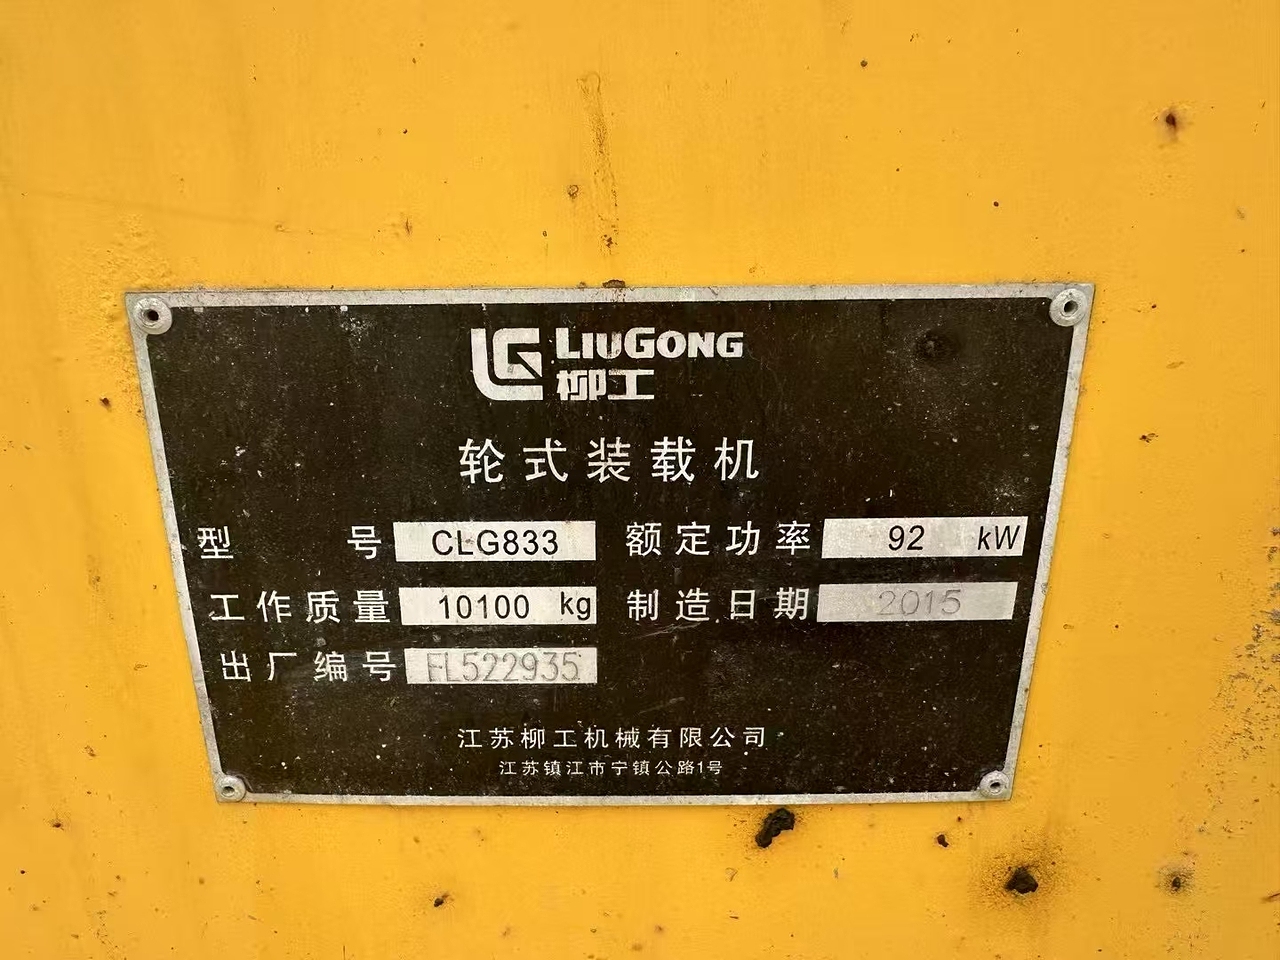 LIUGONG
柳工
轮式装载机
型号 CLG833 额定功率 92 kW
工作质量 10100 kg 制造日期 2015
出厂编号 FL522935
江苏柳工机械有限公司
江苏镇江市宁镇公路1号